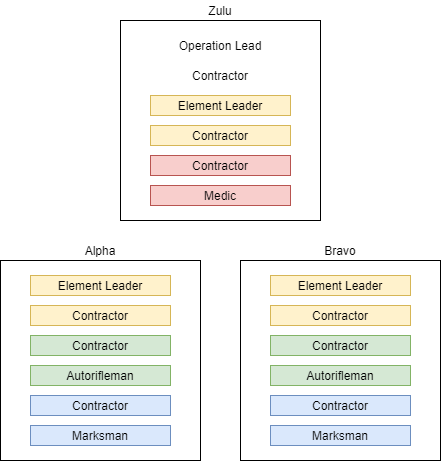 Zulu
Operation Lead
Contractor
Element Leader
Contractor
Contractor
Medic
Alpha
Element Leader
Contractor
Contractor
Autorifleman
Contractor
Marksman
Bravo
Element Leader
Contractor
Contractor
Autorifleman
Contractor
Marksman